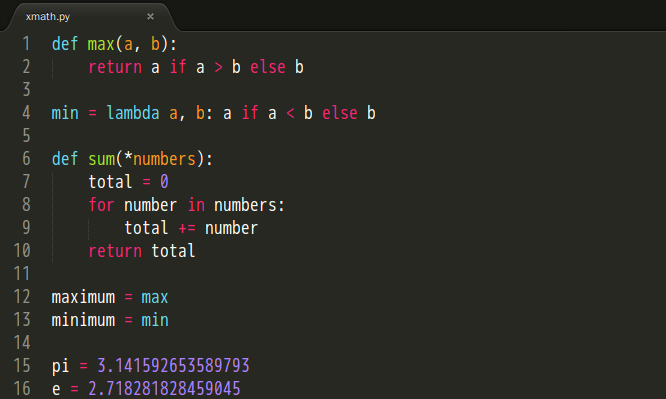 xmath.py ×
1 def max(a, b):
2     return a if a > b else b
3
4 min = lambda a, b: a if a < b else b
5
6 def sum(*numbers):
7     total = 0
8     for number in numbers:
9         total += number
10     return total
11
12 maximum = max
13 minimum = min
14
15 pi = 3.141592653589793
16 e = 2.718281828459045